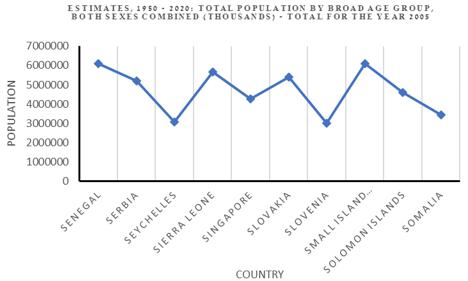 ESTIMATES, 1950 - 2020: TOTAL POPULATION BY BROAD AGE GROUP,
BOTH SEXES COMBINED (THOUSANDS) - TOTAL FOR THE YEAR 2005
7000000
6000000
5000000
4000000
3000000
2000000
1000000
0
POPULATION
SENEGAL
SERBIA
SEYCHELLES
SIERRA LEONE
SINGAPORE
SLOVAKIA
SLOVENIA
SMALL ISLAND...
SOLOMON ISLANDS
SOMALIA
COUNTRY